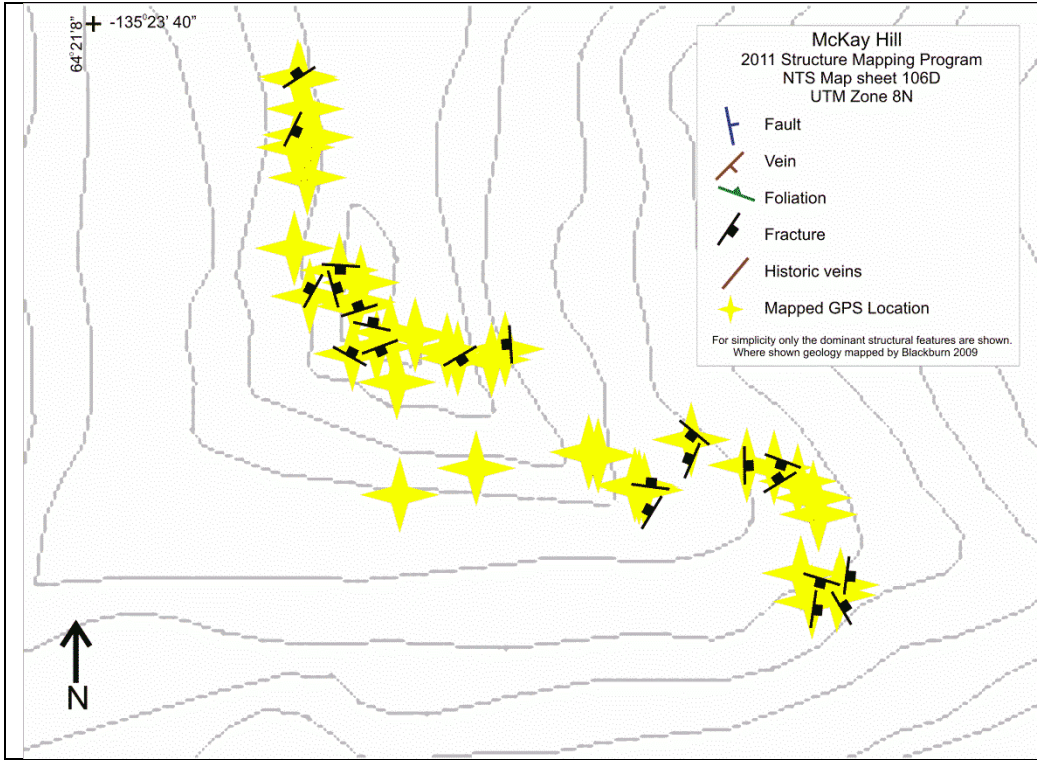 64°21'8"
-135°23' 40"
McKay Hill
2011 Structure Mapping Program
NTS Map sheet 106D
UTM Zone 8N
Fault
Vein
Foliation
Fracture
Historic veins
Mapped GPS Location
For simplicity only the dominant structural features are shown.
Where shown geology mapped by Blackburn 2009
N